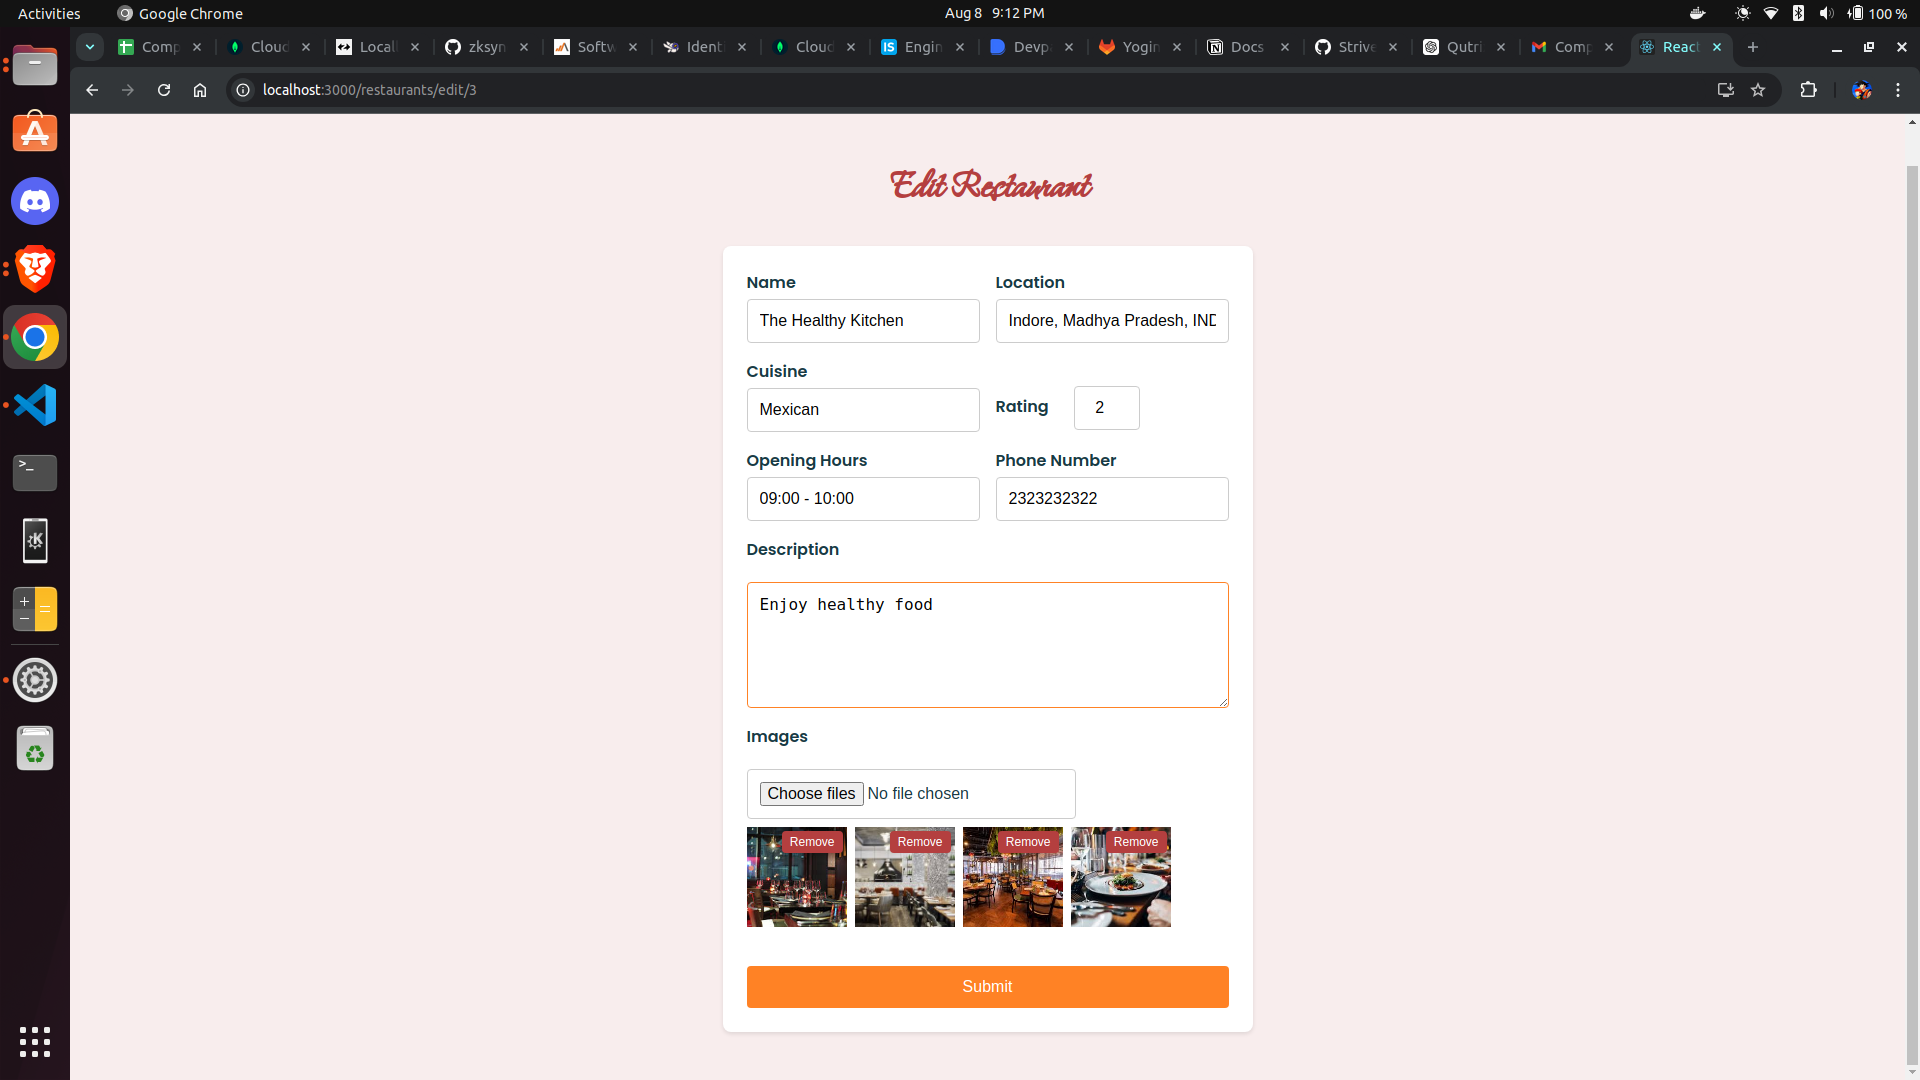 Activities Google Chrome Aug 8 9:12 PM 100 %
Comp Cloud Locall zksyn Softw Identi Cloud Engin Devpa Yogin Docs Strive Qutri Comp React
localhost:3000/restaurants/edit/3
Edit Restaurant
Name Location
The Healthy Kitchen Indore, Madhya Pradesh, IND
Cuisine
Mexican Rating 2
Opening Hours Phone Number
09:00 - 10:00 2323232322
Description
Enjoy healthy food
Images
Choose files No file chosen
Remove Remove Remove Remove
Submit